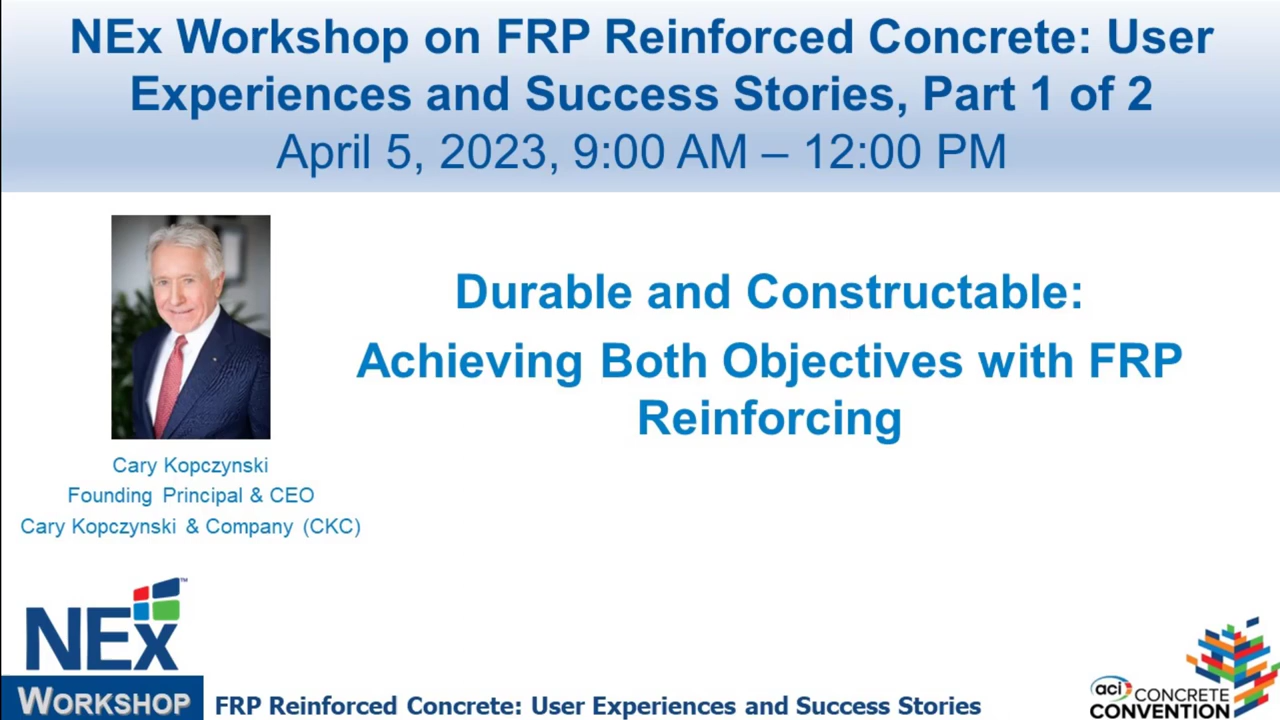 NEx Workshop on FRP Reinforced Concrete: User
Experiences and Success Stories, Part 1 of 2
April 5, 2023, 9:00 AM – 12:00 PM
Durable and Constructable:
Achieving Both Objectives with FRP
Reinforcing
Cary Kopczynski
Founding Principal & CEO
Cary Kopczynski & Company (CKC)
NEx™
WORKSHOP
FRP Reinforced Concrete: User Experiences and Success Stories
aci CONCRETE
CONVENTION